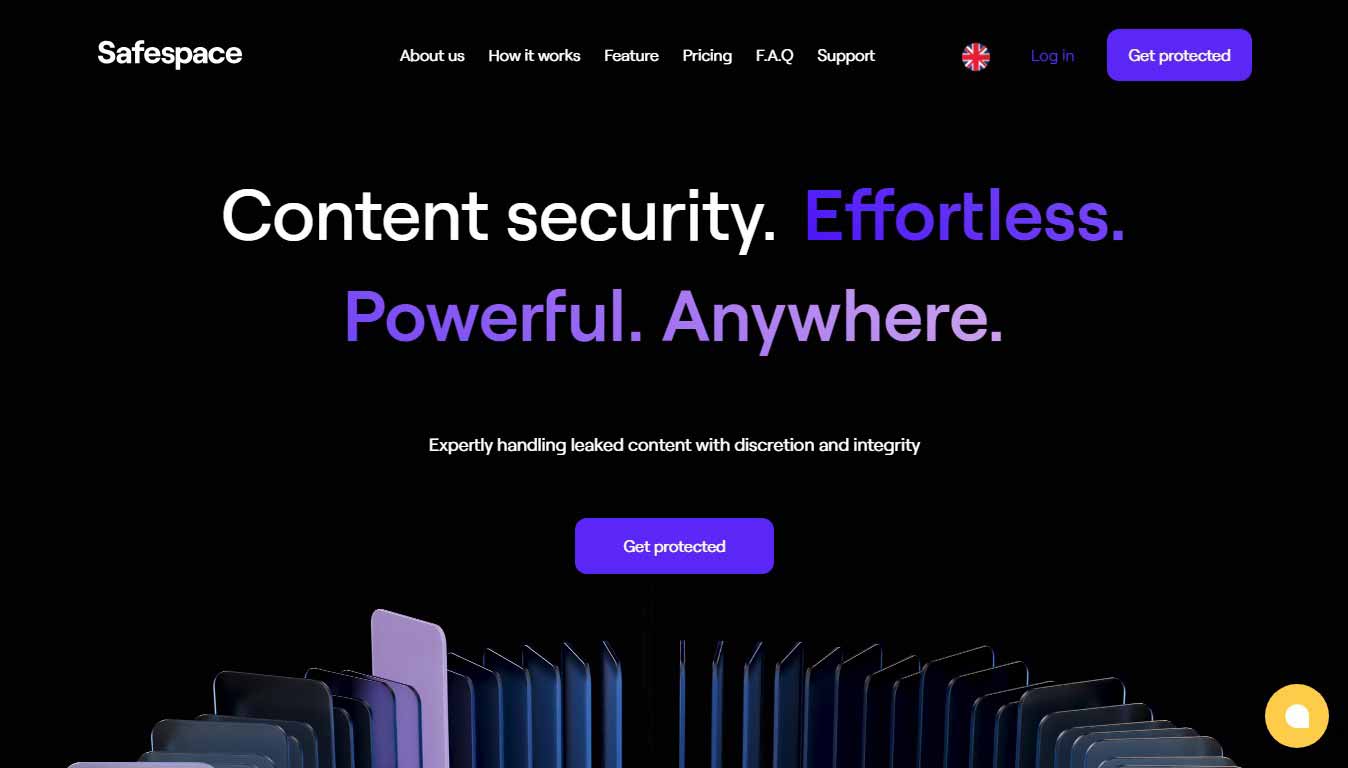 Safespace
About us How it works Feature Pricing F.A.Q Support Log in Get protected
Content security. Effortless.
Powerful. Anywhere.
Expertly handling leaked content with discretion and integrity
Get protected